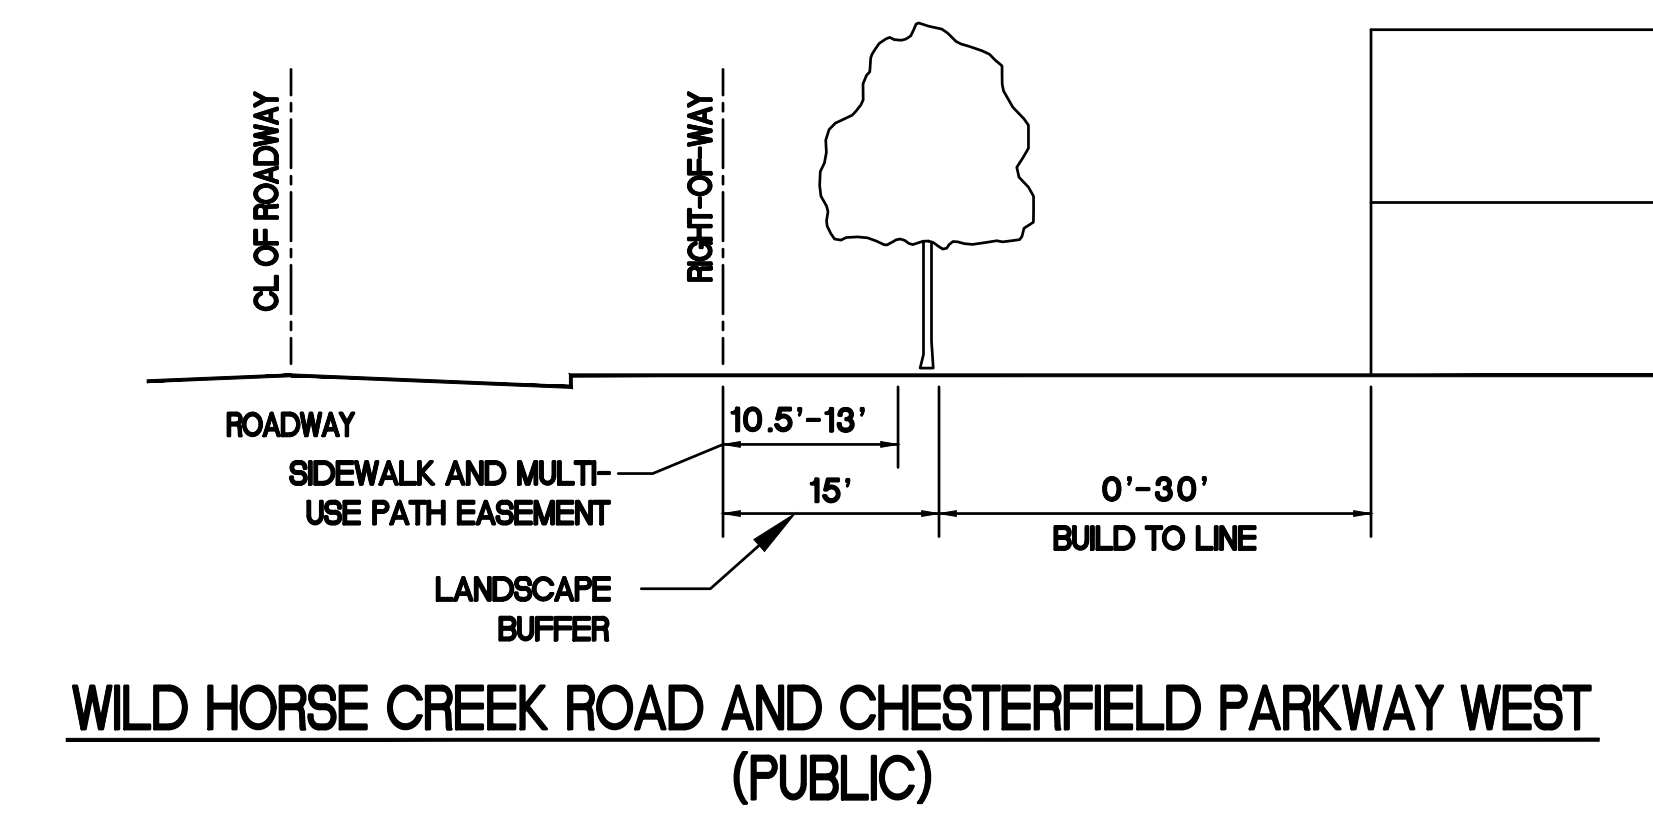 CL OF ROADWAY
RIGHT-OF-WAY
ROADWAY
10.5'-13'
SIDEWALK AND MULTI-
USE PATH EASEMENT
15'
0'-30'
BUILD TO LINE
LANDSCAPE
BUFFER
WILD HORSE CREEK ROAD AND CHESTERFIELD PARKWAY WEST
(PUBLIC)